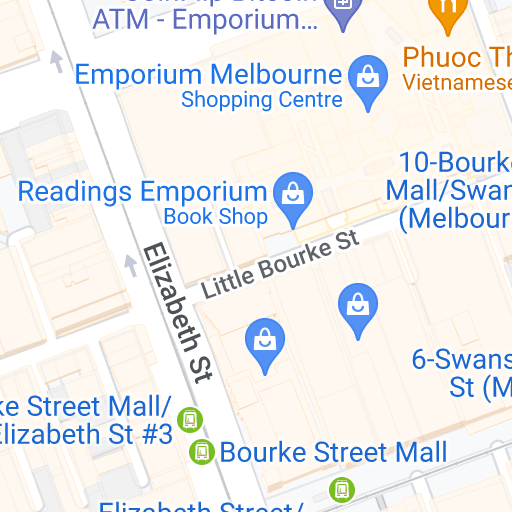 ATM - Emporium...
Phuoc Th
Vietnamese
Emporium Melbourne
Shopping Centre
10-Bourke
Mall/Swan
(Melbour
Readings Emporium
Book Shop
Little Bourke St
Elizabeth St
6-Swans
St (M
ke Street Mall/
Elizabeth St #3
Bourke Street Mall
Elizabeth Street/